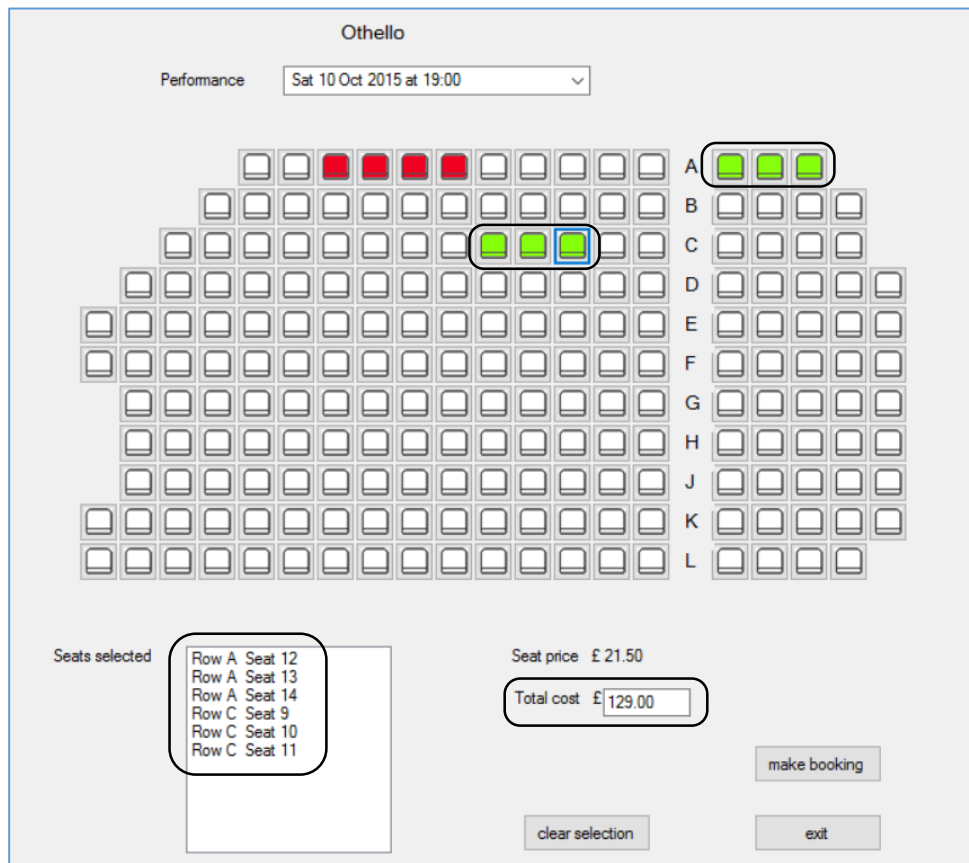 Othello
Performance Sat 10 Oct 2015 at 19:00
A
B
C
D
E
F
G
H
J
K
L
Seats selected
Row A Seat 12
Row A Seat 13
Row A Seat 14
Row C Seat 9
Row C Seat 10
Row C Seat 11
Seat price £ 21.50
Total cost £ 129.00
make booking
clear selection
exit